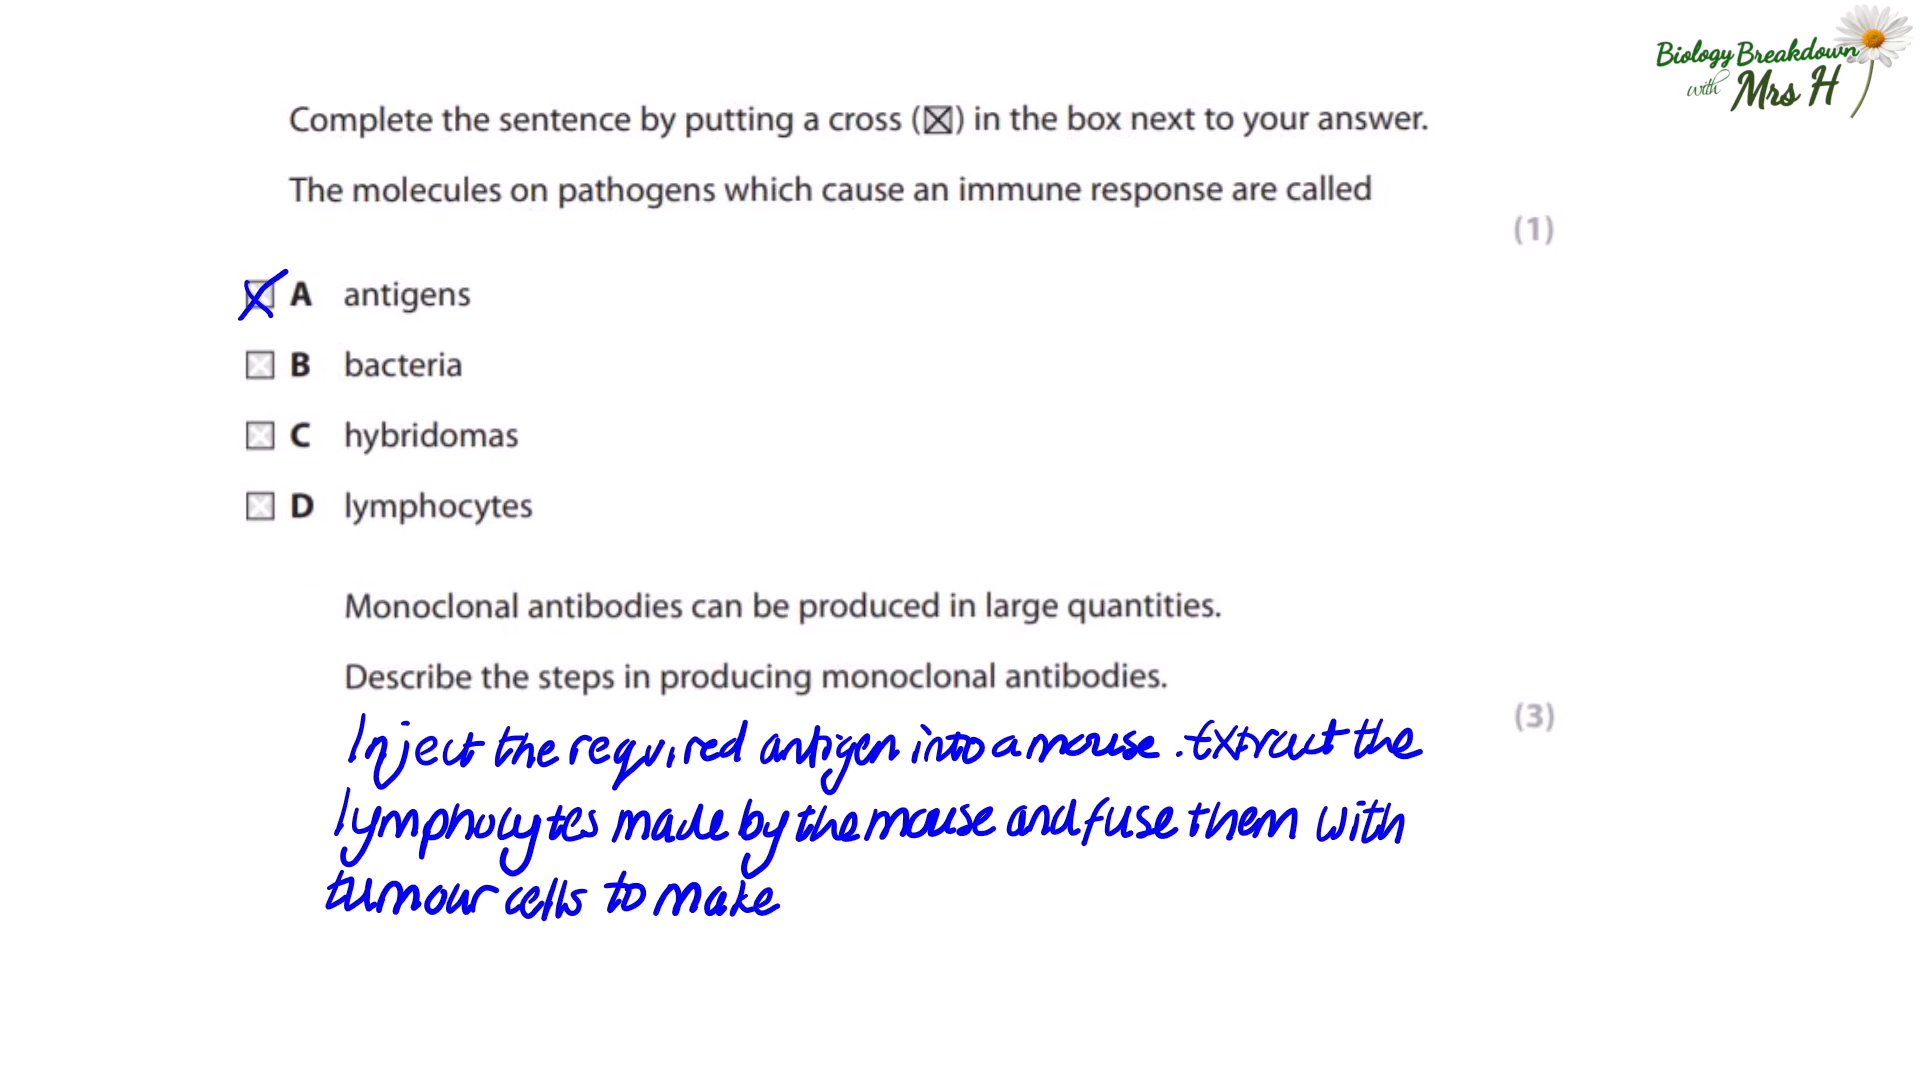 Biology Breakdown
with Mrs H
Complete the sentence by putting a cross (☒) in the box next to your answer.
The molecules on pathogens which cause an immune response are called
(1)
☒ A antigens
☒ B bacteria
☒ C hybridomas
☒ D lymphocytes
Monoclonal antibodies can be produced in large quantities.
Describe the steps in producing monoclonal antibodies.
(3)
Inject the required antigen into a mouse. Extract the
lymphocytes made by the mouse and fuse them with
tumour cells to make